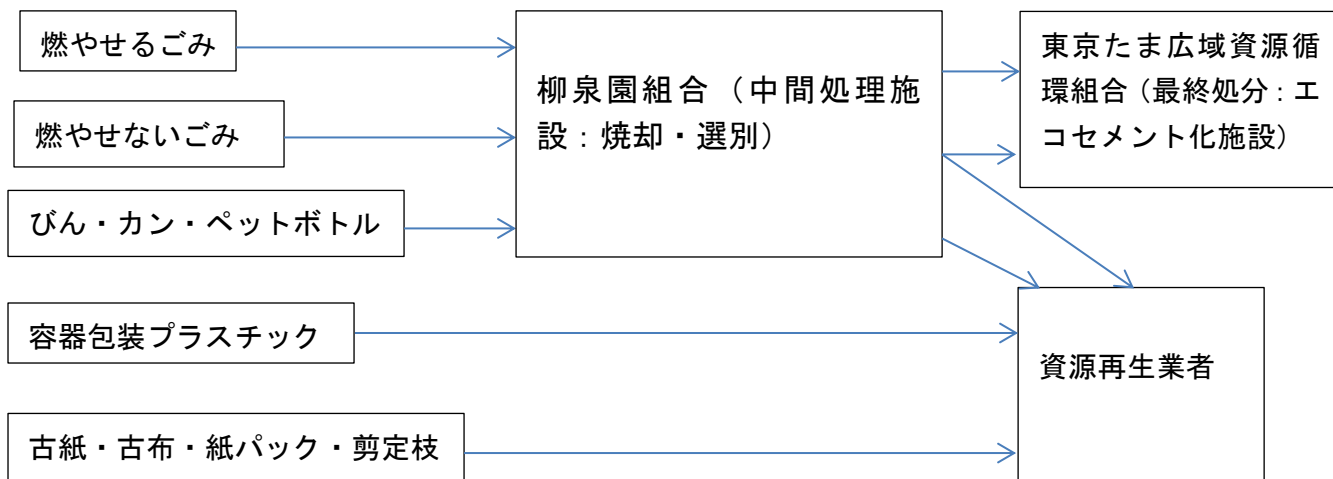 燃やせるごみ
燃やせないごみ
びん・カン・ペットボトル
容器包装プラスチック
古紙・古布・紙パック・剪定枝
柳泉園組合（中間処理施
設：焼却・選別）
東京たま広域資源循
環組合（最終処分：エ
コセメント化施設）
資源再生業者